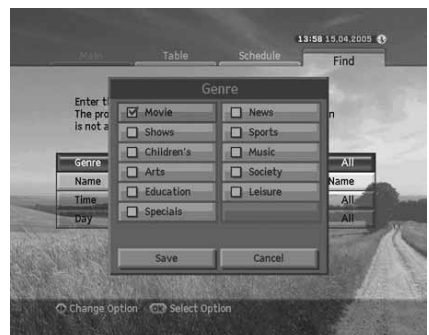 13:58 15.04.2005
Main Table Schedule Find
Genre
Enter t
The pro n
is not a
Movie News
Shows Sports
Children's Music
Arts Society
Education Leisure
Specials
Genre All
Name Name
Time All
Day All
Save Cancel
Change Option OK Select Option